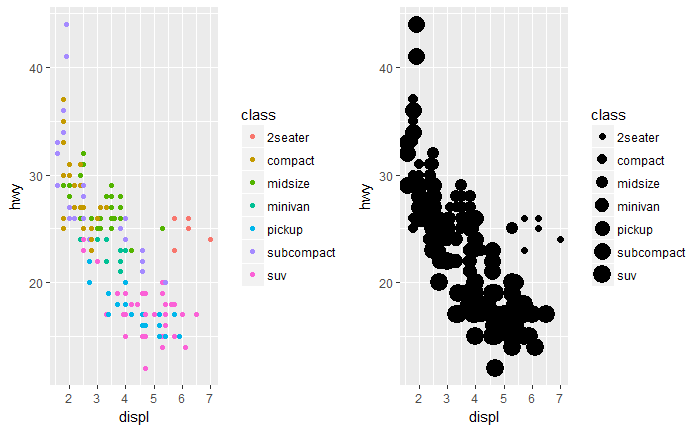 hwy
40
30
20
2 3 4 5 6 7
displ
class
2seater
compact
midsize
minivan
pickup
subcompact
suv
hwy
40
30
20
2 3 4 5 6 7
displ
class
2seater
compact
midsize
minivan
pickup
subcompact
suv